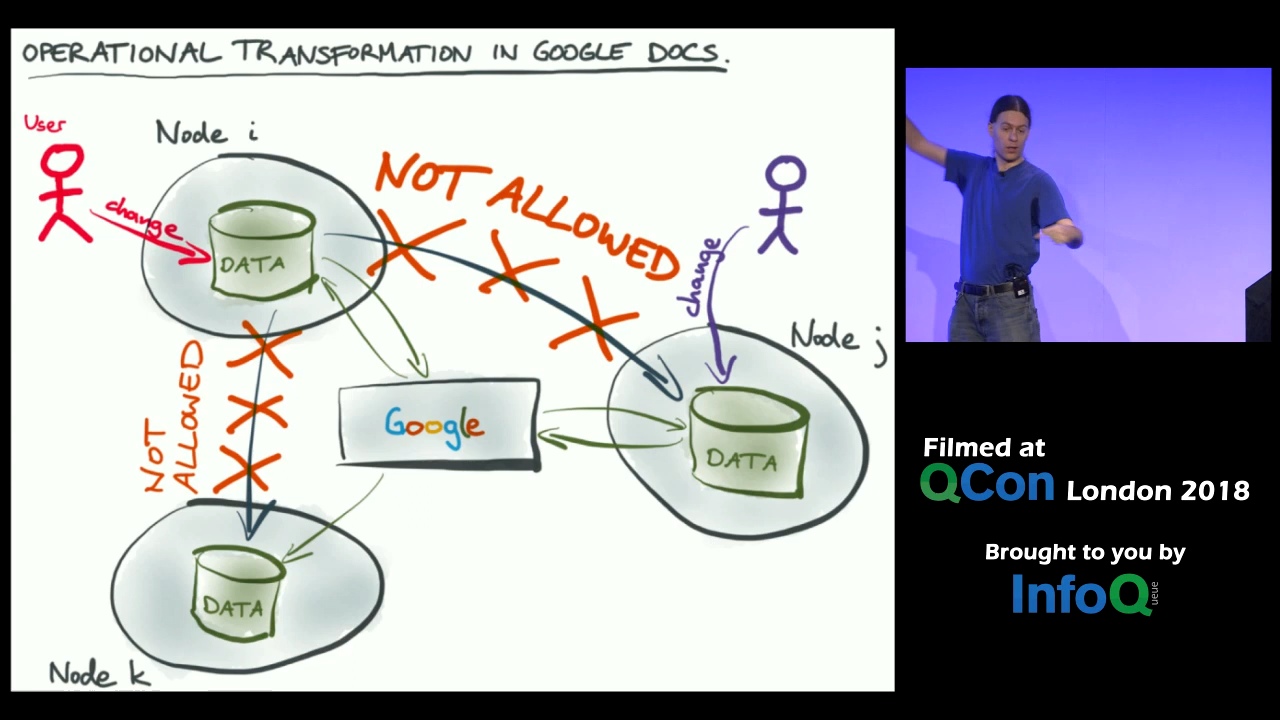 OPERATIONAL TRANSFORMATION IN GOOGLE DOCS.
User
Node i
change
DATA
NOT ALLOWED
change
Node j
NOT
ALLOWED
Google
DATA
DATA
Node k
Filmed at
QCon London 2018
Brought to you by
InfoQueue